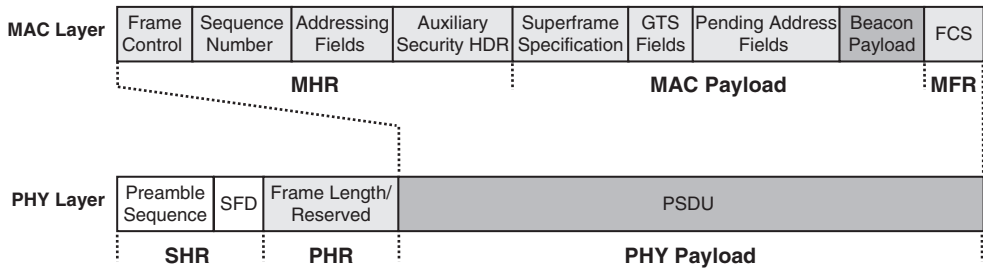 MAC Layer
Frame
Control
Sequence
Number
Addressing
Fields
Auxiliary
Security HDR
Superframe
Specification
GTS
Fields
Pending Address
Fields
Beacon
Payload
FCS
MHR
MAC Payload
MFR
PHY Layer
Preamble
Sequence
SFD
Frame Length/
Reserved
PSDU
SHR
PHR
PHY Payload